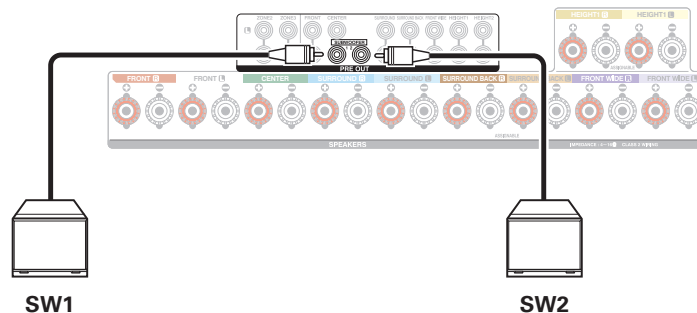 ZONE2 ZONE3 FRONT CENTER SURROUND SURROUND BACK FRONT WIDE HEIGHT1 HEIGHT2
L
SUBWOOFER
PRE OUT
HEIGHT1 R HEIGHT1 L
ASSIGNABLE
FRONT R FRONT L CENTER SURROUND R SURROUND L SURROUND BACK R SURROUND BACK L FRONT WIDE R FRONT WIDE L
ASSIGNABLE
SPEAKERS
SW1
SW2